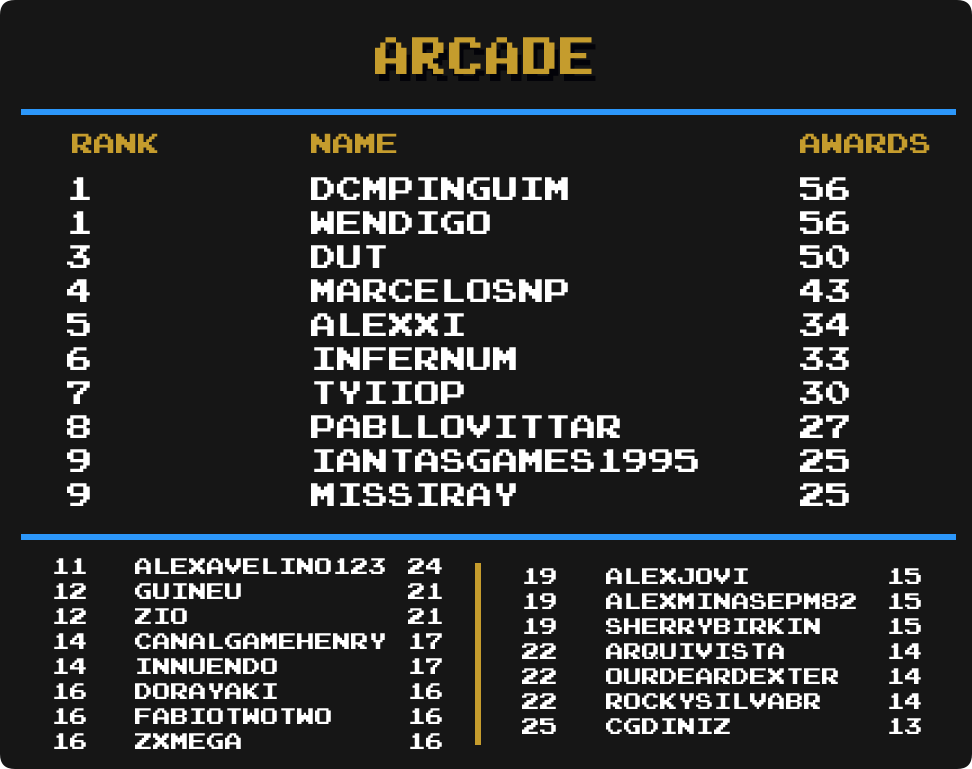 ARCADE
RANK NAME AWARDS
1 DCMPINGUIM 56
1 WENDIGO 56
3 DUT 50
4 MARCELOSNP 43
5 ALEXXI 34
6 INFERNUM 33
7 TYIIOP 30
8 PABLLOVITTAR 27
9 IANTASGAMES1995 25
9 MISSIRAY 25
11 ALEXAVELINO123 24
12 GUINEU 21
12 ZIO 21
14 CANALGAMEHENRY 17
14 INNUENDO 17
16 DORAYAKI 16
16 FABIOTWOTWO 16
16 ZXMEGA 16
19 ALEXJOVI 15
19 ALEXMINASEPM82 15
19 SHERRYBIRKIN 15
22 ARQUIVISTA 14
22 OURDEARDEXTER 14
22 ROCKYSILVABR 14
25 CGDINIZ 13